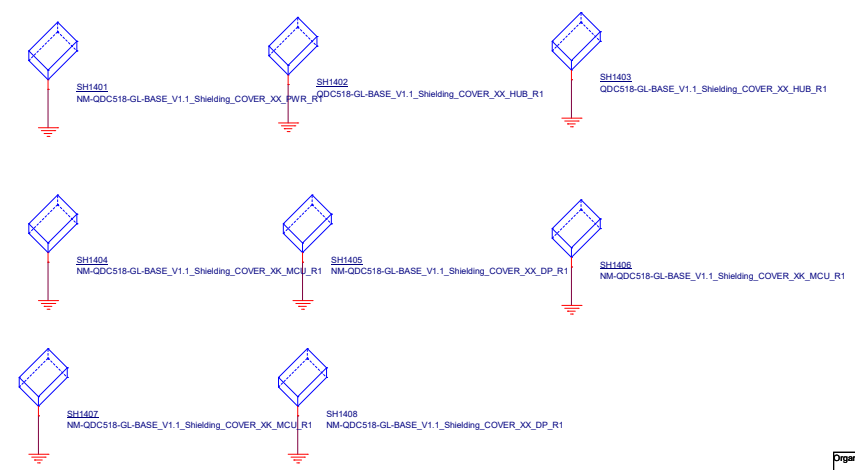 SH1401
NM-QDC518-GL-BASE_V1.1_Shielding_COVER_XX_PWR_R1
SH1402
QDC518-GL-BASE_V1.1_Shielding_COVER_XX_HUB_R1
SH1403
QDC518-GL-BASE_V1.1_Shielding_COVER_XX_HUB_R1
SH1404
NM-QDC518-GL-BASE_V1.1_Shielding_COVER_XK_MCU_R1
SH1405
NM-QDC518-GL-BASE_V1.1_Shielding_COVER_XX_DP_R1
SH1406
NM-QDC518-GL-BASE_V1.1_Shielding_COVER_XK_MCU_R1
SH1407
NM-QDC518-GL-BASE_V1.1_Shielding_COVER_XK_MCU_R1
SH1408
NM-QDC518-GL-BASE_V1.1_Shielding_COVER_XX_DP_R1
Organ